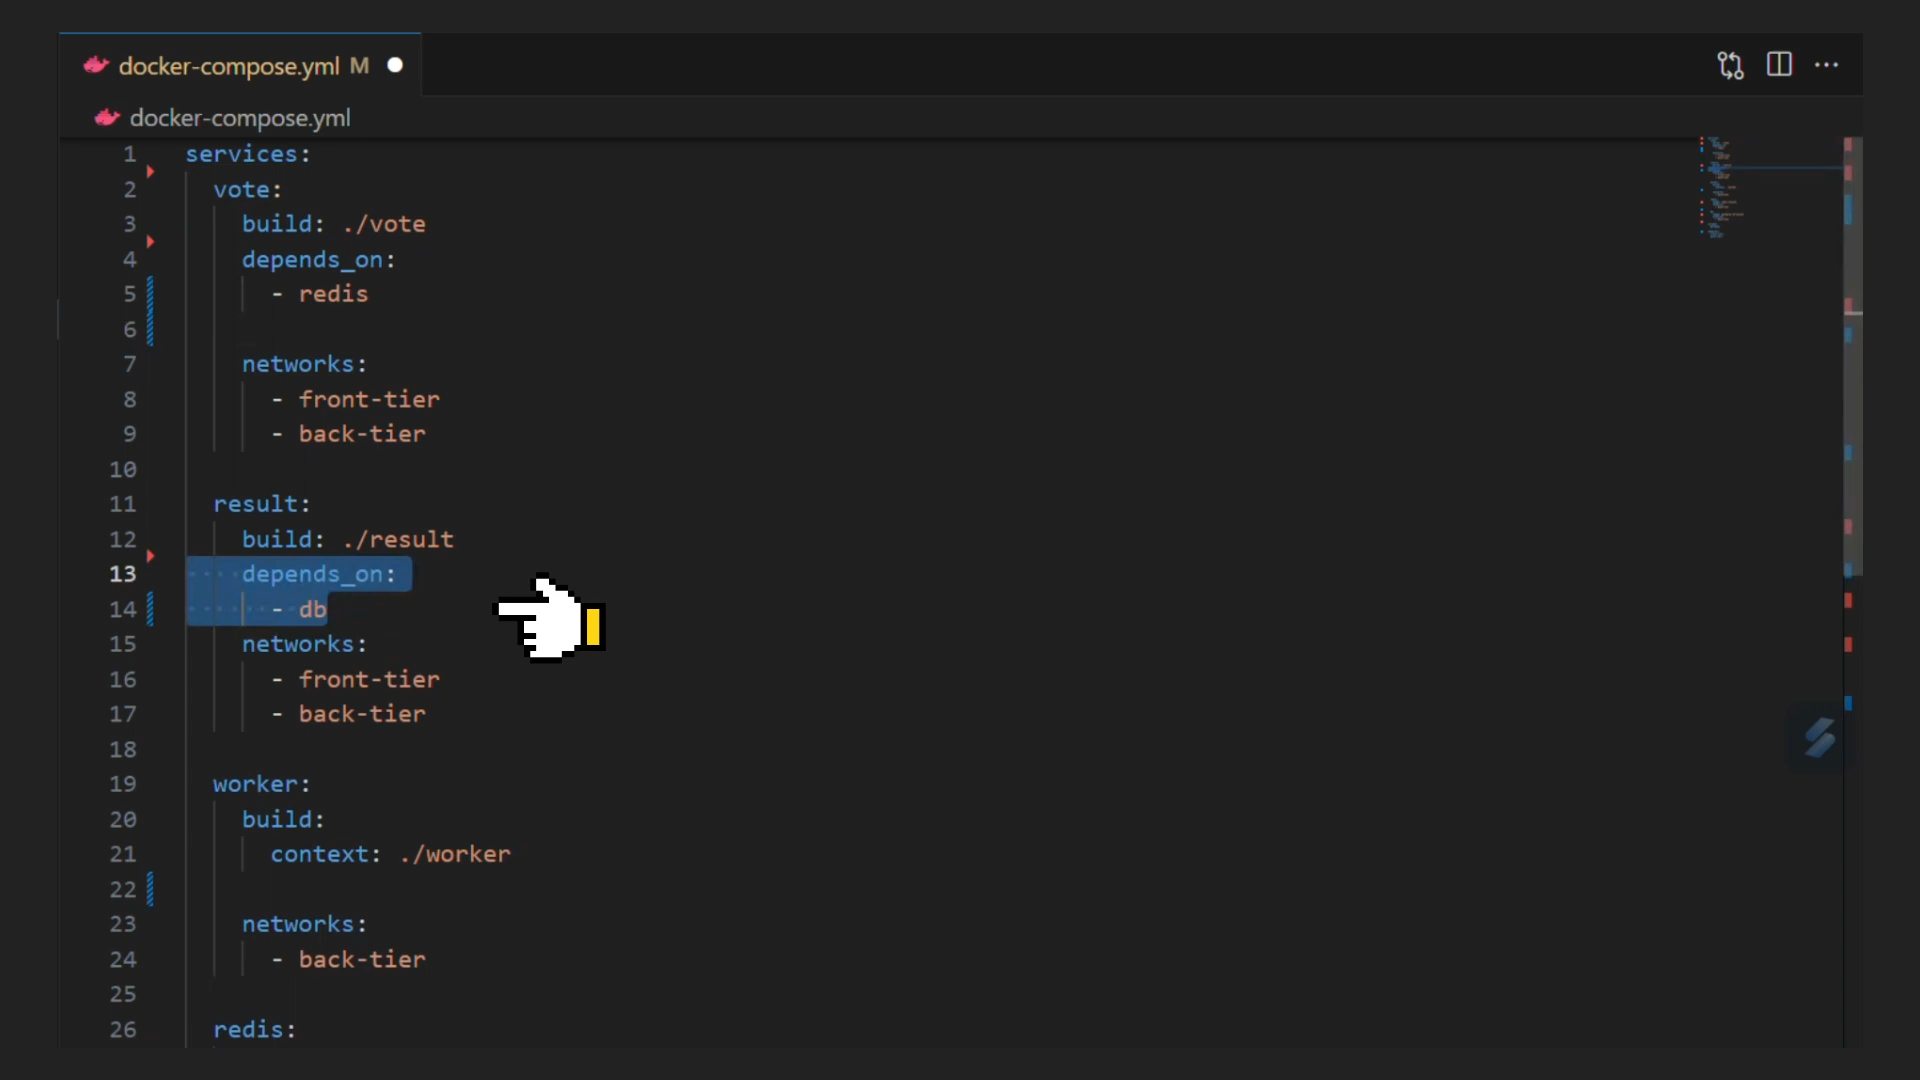 docker-compose.yml M
docker-compose.yml
1 services:
2 vote:
3 build: ./vote
4 depends_on:
5 - redis
6
7 networks:
8 - front-tier
9 - back-tier
10
11 result:
12 build: ./result
13 depends_on:
14 - db
15 networks:
16 - front-tier
17 - back-tier
18
19 worker:
20 build:
21 context: ./worker
22
23 networks:
24 - back-tier
25
26 redis: